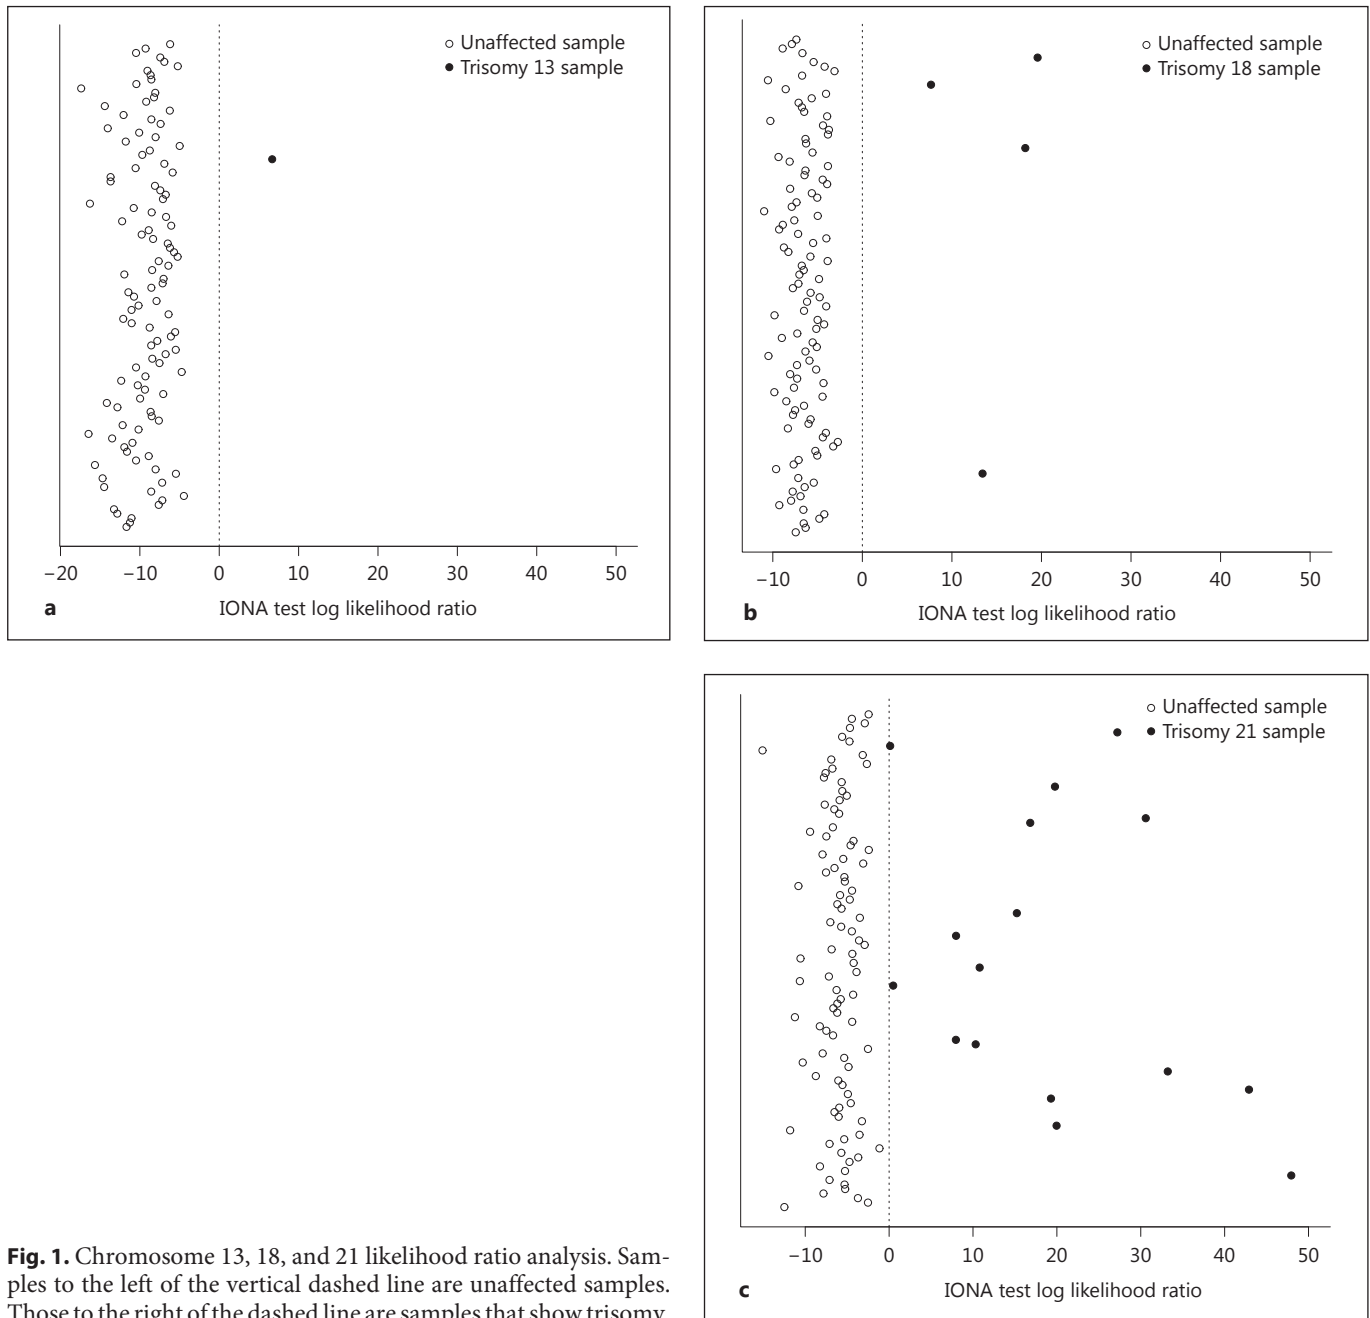 Unaffected sample
Trisomy 13 sample
−20 −10 0 10 20 30 40 50
a IONA test log likelihood ratio
Unaffected sample
Trisomy 18 sample
−10 0 10 20 30 40 50
b IONA test log likelihood ratio
Unaffected sample
Trisomy 21 sample
−10 0 10 20 30 40 50
c IONA test log likelihood ratio
Fig. 1. Chromosome 13, 18, and 21 likelihood ratio analysis. Sam-
ples to the left of the vertical dashed line are unaffected samples.
Those to the right of the dashed line are samples that show trisomy.